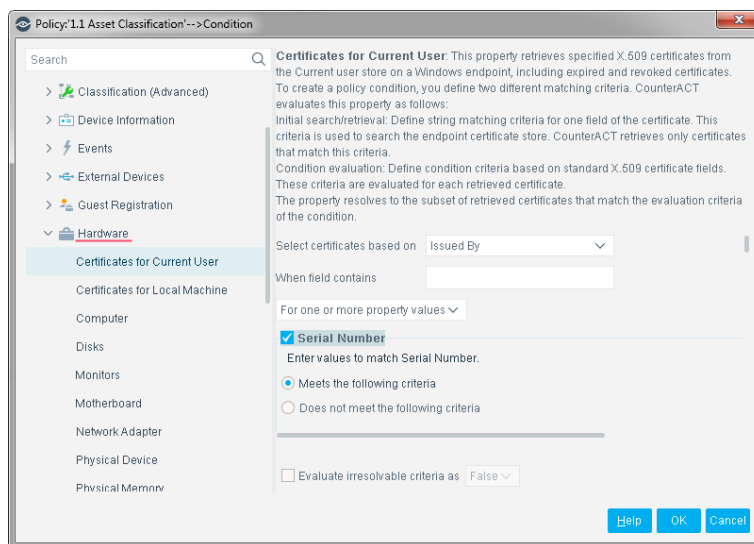 Policy:'1.1 Asset Classification'-->Condition
Search
Classification (Advanced)
Device Information
Events
External Devices
Guest Registration
Hardware
Certificates for Current User
Certificates for Local Machine
Computer
Disks
Monitors
Motherboard
Network Adapter
Physical Device
Physical Memory
Certificates for Current User: This property retrieves specified X.509 certificates from
the Current user store on a Windows endpoint, including expired and revoked certificates.
To create a policy condition, you define two different matching criteria. CounterACT
evaluates this property as follows:
Initial search/retrieval: Define string matching criteria for one field of the certificate. This
criteria is used to search the endpoint certificate store. CounterACT retrieves only certificates
that match this criteria.
Condition evaluation: Define condition criteria based on standard X.509 certificate fields.
These criteria are evaluated for each retrieved certificate.
The property resolves to the subset of retrieved certificates that match the evaluation criteria
of the condition.
Select certificates based on Issued By
When field contains
For one or more property values
Serial Number
Enter values to match Serial Number.
Meets the following criteria
Does not meet the following criteria
Evaluate irresolvable criteria as False
Help OK Cancel